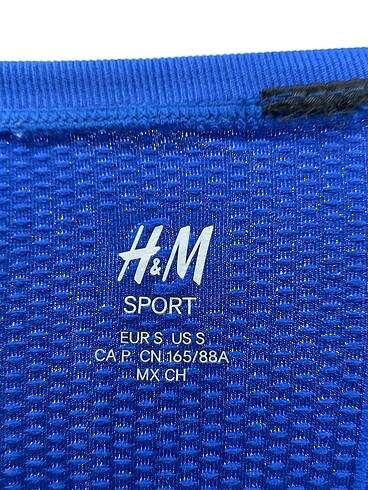 H&M
SPORT
EUR S US S
CA P CN 165/88A
MX CH